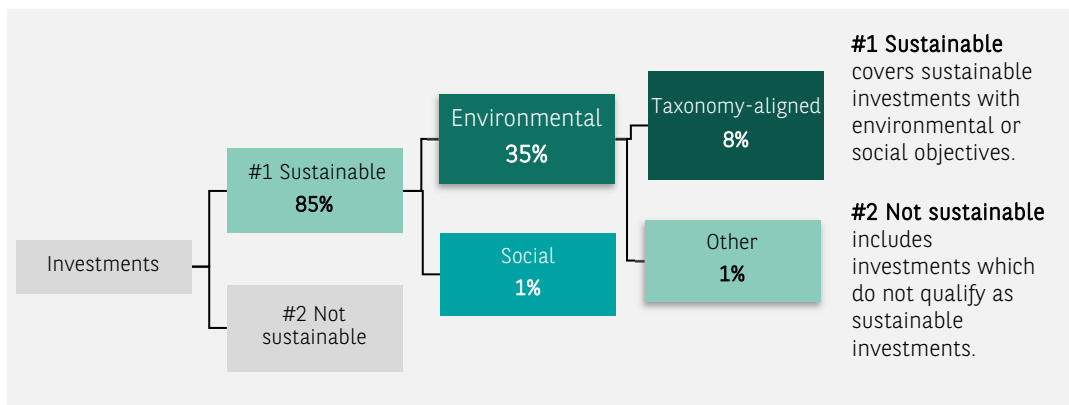 Investments
#1 Sustainable
85%
#2 Not
sustainable
Environmental
35%
Social
1%
Taxonomy-aligned
8%
Other
1%
#1 Sustainable
covers sustainable
investments with
environmental or
social objectives.
#2 Not sustainable
includes
investments which
do not qualify as
sustainable
investments.